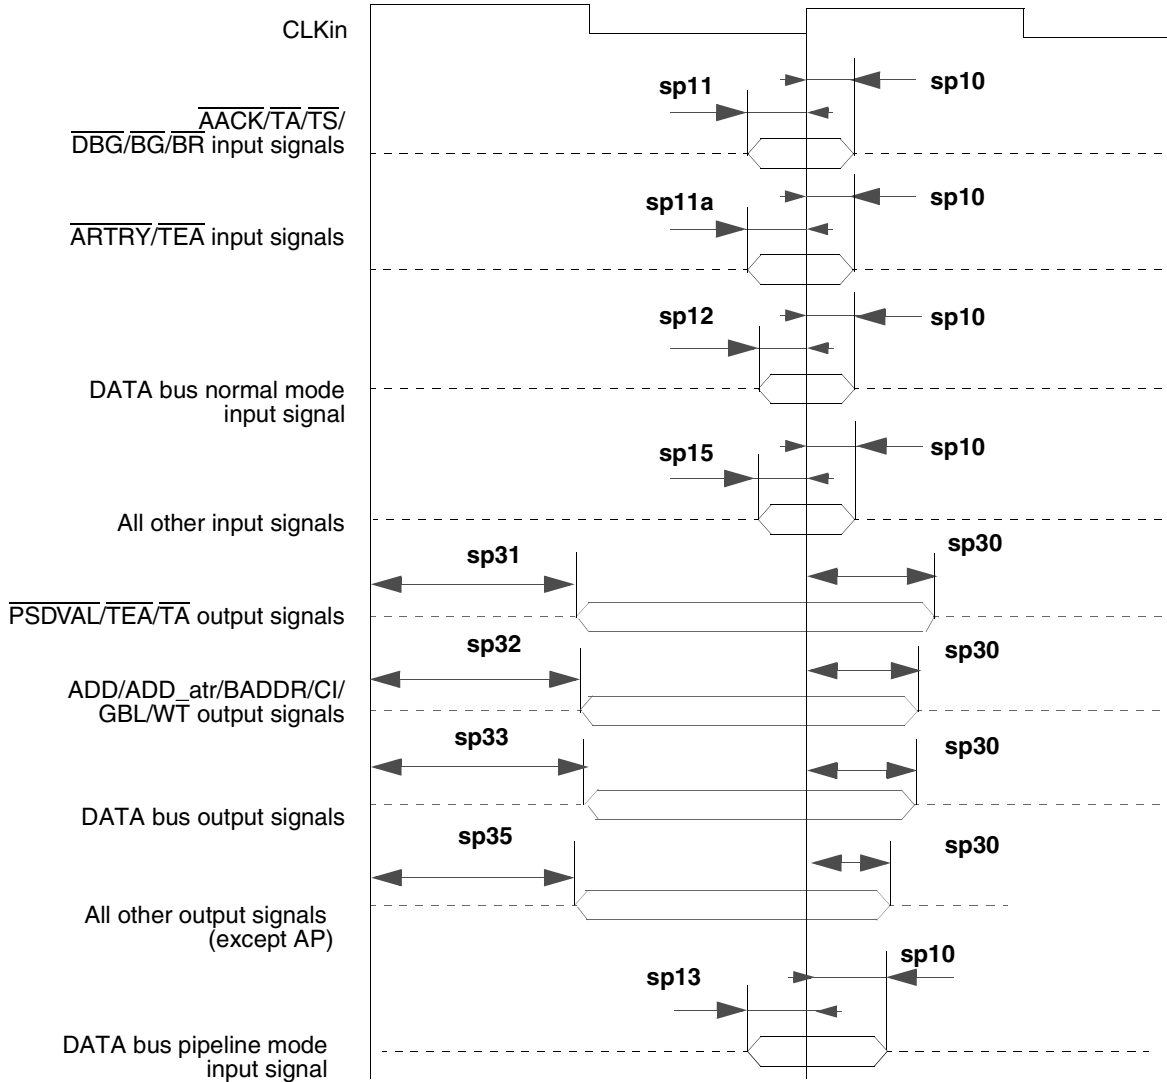 CLKin
sp11
sp10
AACK/TA/TS/
DBG/BG/BR input signals
sp11a
sp10
ARTRY/TEA input signals
sp12
sp10
DATA bus normal mode
input signal
sp15
sp10
All other input signals
sp31
sp30
PSDVAL/TEA/TA output signals
sp32
sp30
ADD/ADD_atr/BADDR/CI/
GBL/WT output signals
sp33
sp30
DATA bus output signals
sp35
sp30
All other output signals
(except AP)
sp13
sp10
DATA bus pipeline mode
input signal